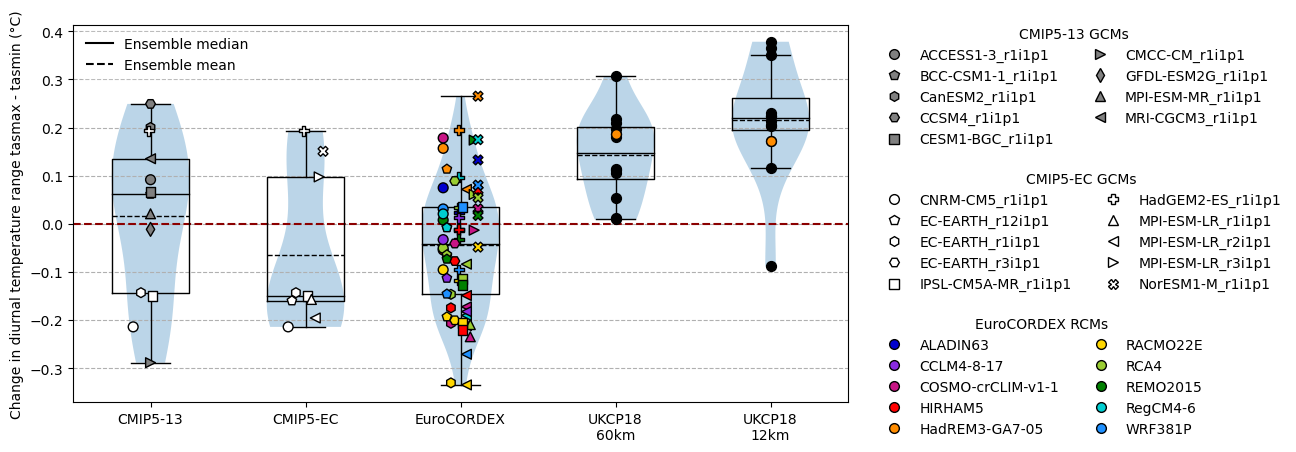 Change in diurnal temperature range tasmax - tasmin (°C)
0.4
0.3
0.2
0.1
0.0
−0.1
−0.2
−0.3
Ensemble median
Ensemble mean
CMIP5-13
CMIP5-EC
EuroCORDEX
UKCP18
60km
UKCP18
12km
CMIP5-13 GCMs
ACCESS1-3_r1i1p1
BCC-CSM1-1_r1i1p1
CanESM2_r1i1p1
CCSM4_r1i1p1
CESM1-BGC_r1i1p1
CMCC-CM_r1i1p1
GFDL-ESM2G_r1i1p1
MPI-ESM-MR_r1i1p1
MRI-CGCM3_r1i1p1
CMIP5-EC GCMs
CNRM-CM5_r1i1p1
EC-EARTH_r12i1p1
EC-EARTH_r1i1p1
EC-EARTH_r3i1p1
IPSL-CM5A-MR_r1i1p1
HadGEM2-ES_r1i1p1
MPI-ESM-LR_r1i1p1
MPI-ESM-LR_r2i1p1
MPI-ESM-LR_r3i1p1
NorESM1-M_r1i1p1
EuroCORDEX RCMs
ALADIN63
CCLM4-8-17
COSMO-crCLIM-v1-1
HIRHAM5
HadREM3-GA7-05
RACMO22E
RCA4
REMO2015
RegCM4-6
WRF381P